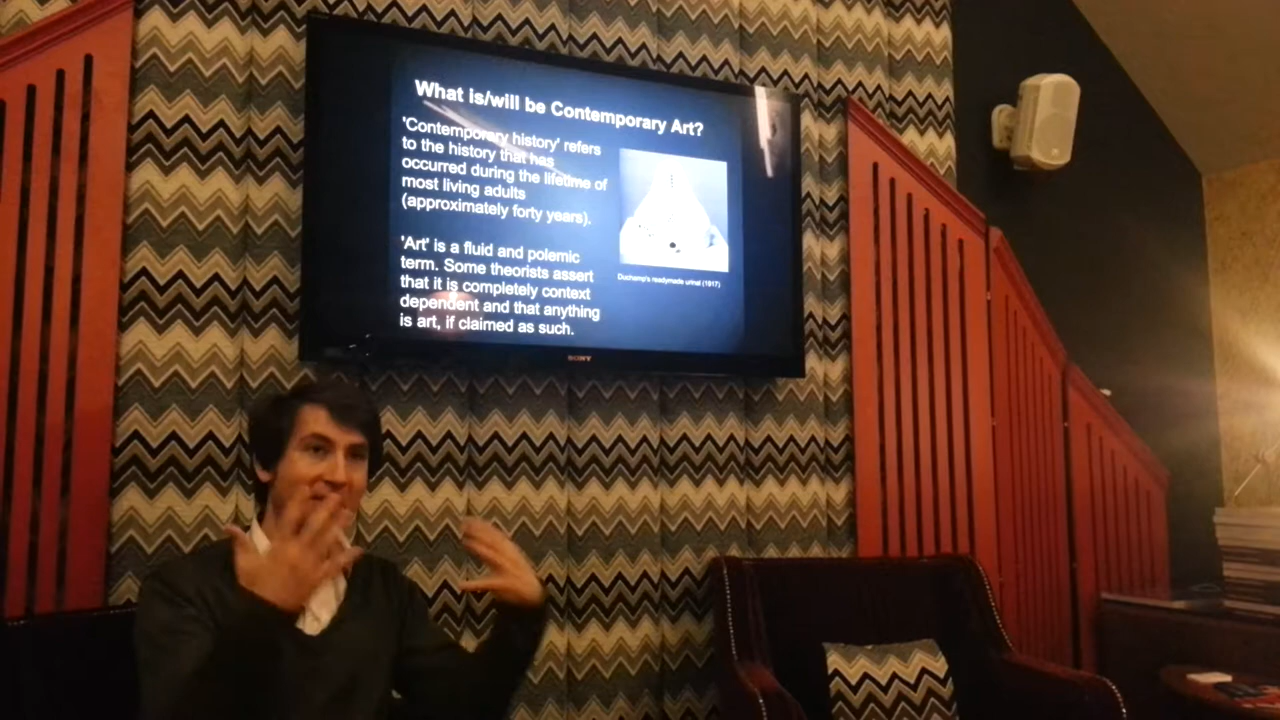 What is/will be Contemporary Art?
'Contemporary history' refers
to the history that has
occurred during the lifetime of
most living adults
(approximately forty years).
'Art' is a fluid and polemic
term. Some theorists assert
that it is completely context
dependent and that anything
is art, if claimed as such.
Duchamp's readymade urinal (1917)
SONY